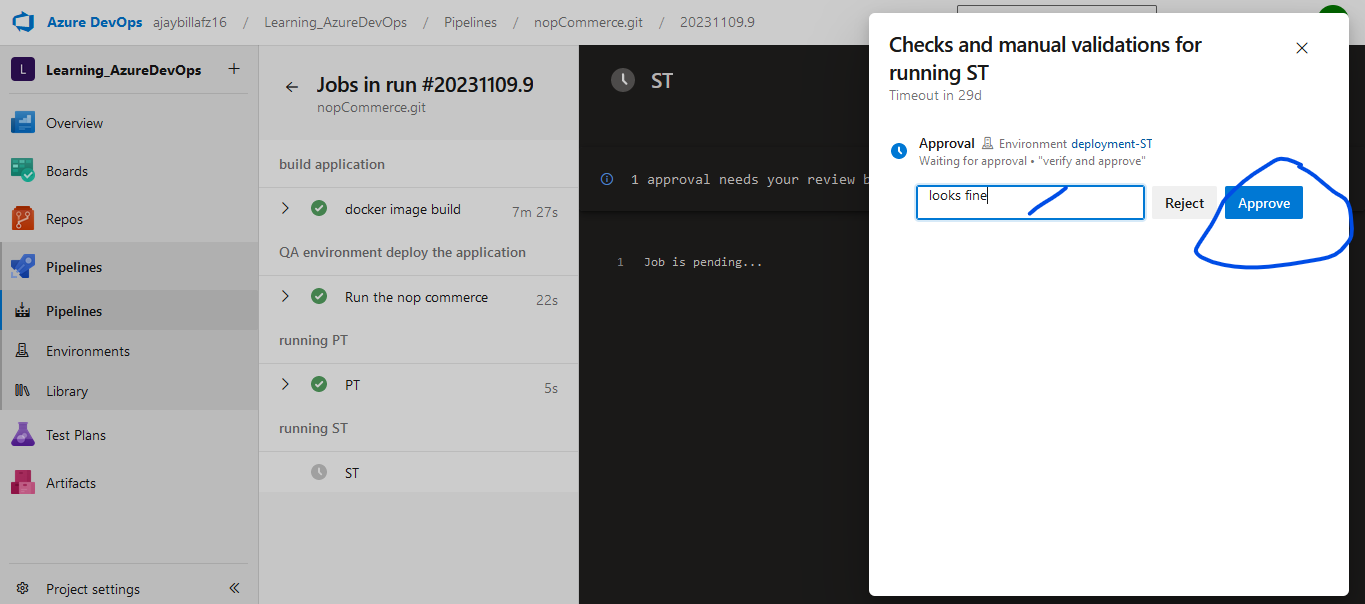 Azure DevOps ajaybillafz16 / Learning_AzureDevOps / Pipelines / nopCommerce.git / 20231109.9
L Learning_AzureDevOps +
Overview
Boards
Repos
Pipelines
Pipelines
Environments
Library
Test Plans
Artifacts
Project settings
Jobs in run #20231109.9
nopCommerce.git
build application
docker image build 7m 27s
QA environment deploy the application
Run the nop commerce 22s
running PT
PT 5s
running ST
ST
ST
1 approval needs your review b
1 Job is pending...
Checks and manual validations for
running ST
Timeout in 29d
Approval Environment deployment-ST
Waiting for approval • "verify and approve"
looks fine Reject Approve